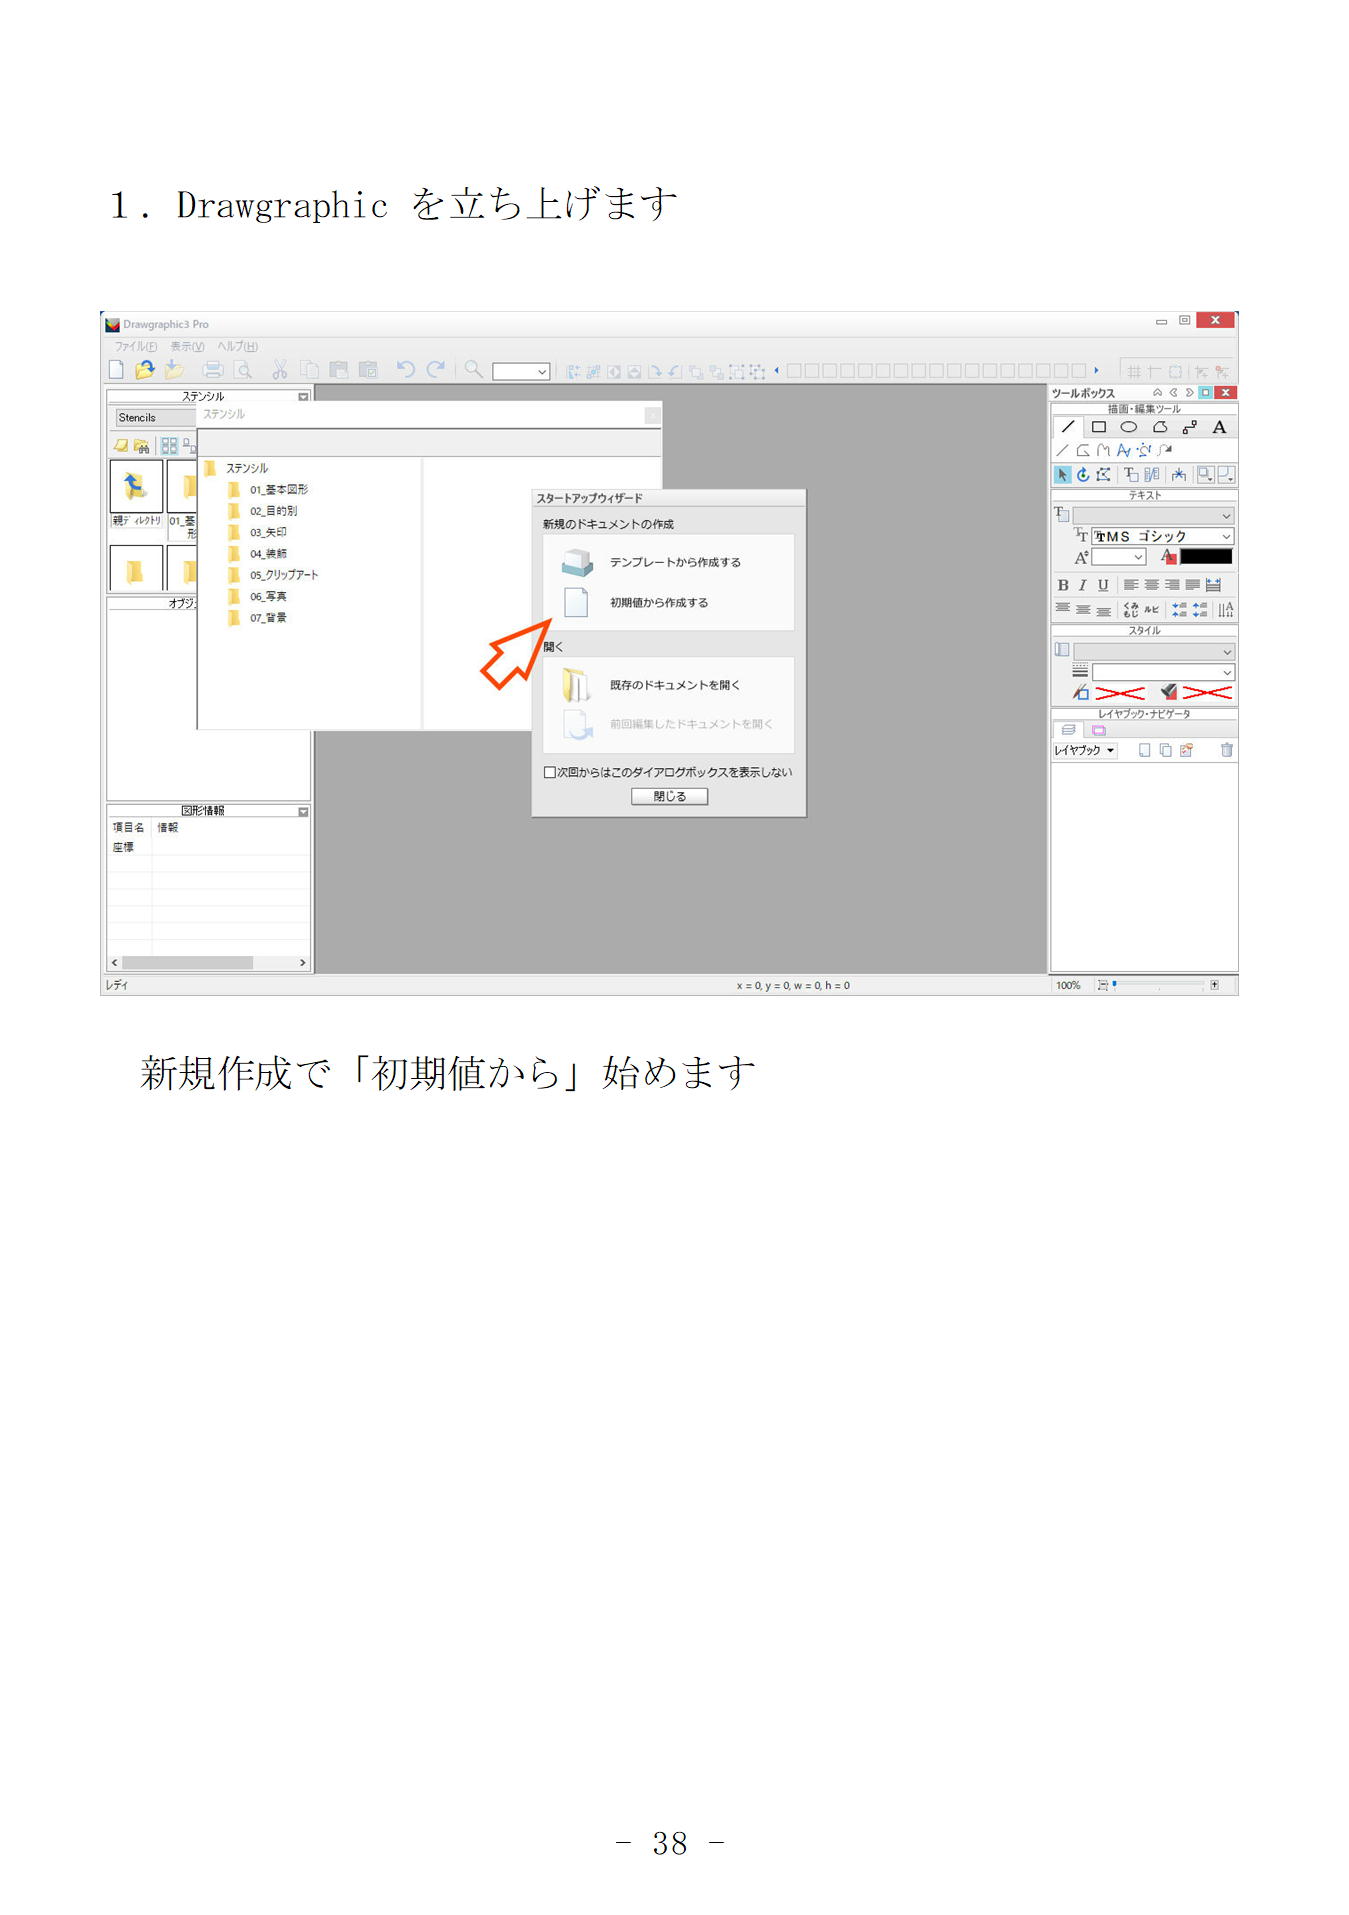 1. Drawgraphic を立ち上げます
Drawgraphic3 Pro
ファイル(F) 表示(V) ヘルプ(H)
ステンシル
Stencils
親ディレクトリ
01_基
形
ステンシル
ステンシル
01_基本図形
02_目的別
03_矢印
04_装飾
05_クリップアート
06_写真
07_背景
オブジ
図形情報
項目名 情報
座標
スタートアップウィザード
新規のドキュメントの作成
テンプレートから作成する
初期値から作成する
開く
既存のドキュメントを開く
前回編集したドキュメントを開く
次回からはこのダイアログボックスを表示しない
閉じる
ツールボックス
描画・編集ツール
テキスト
TMS ゴシック
B I U
くみもじ ルビ
スタイル
レイヤブック・ナビゲータ
レイヤブック
レディ
x = 0, y = 0, w = 0, h = 0
100%
新規作成で「初期値から」始めます
- 38 -